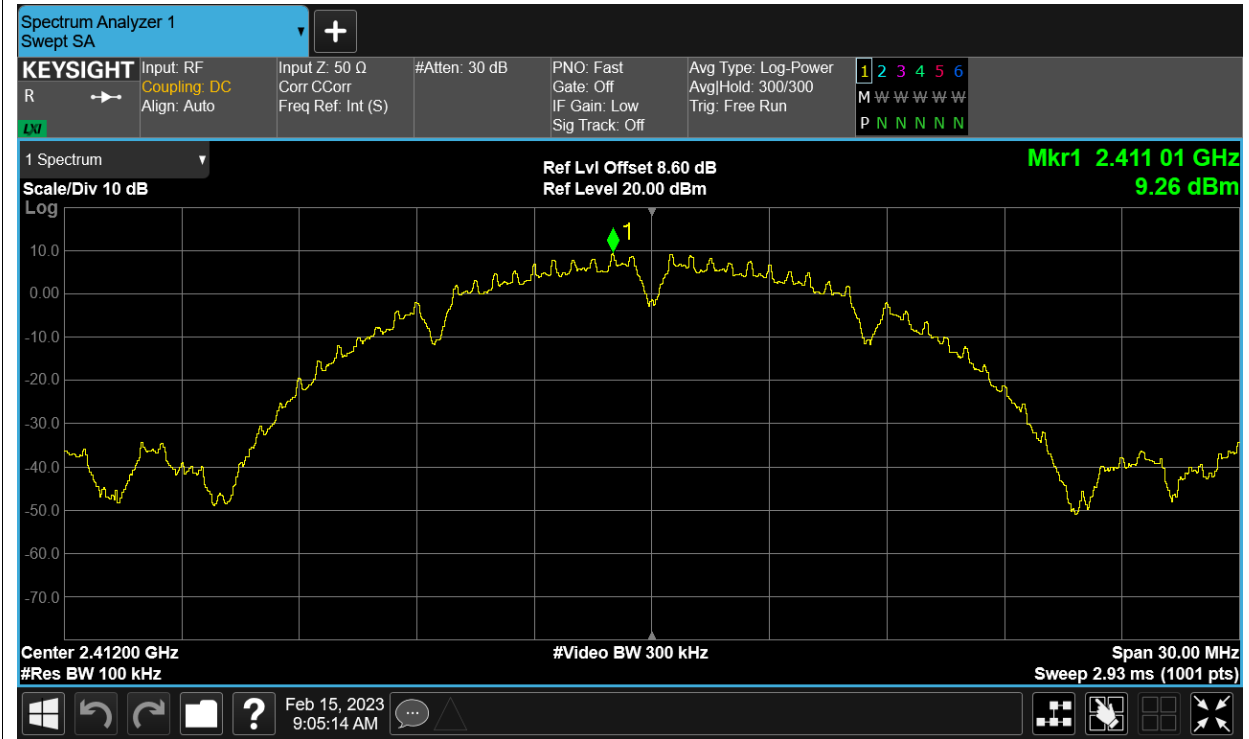 Spectrum Analyzer 1
Swept SA
+
KEYSIGHT Input: RF Input Z: 50 Ω #Atten: 30 dB PNO: Fast Avg Type: Log-Power 1 2 3 4 5 6
R Coupling: DC Corr CCorr Gate: Off Avg|Hold: 300/300 M W W W W W
Align: Auto Freq Ref: Int (S) IF Gain: Low Trig: Free Run
LXI Sig Track: Off P N N N N N
1 Spectrum
Ref Lvl Offset 8.60 dB Mkr1 2.411 01 GHz
Scale/Div 10 dB Ref Level 20.00 dBm 9.26 dBm
Log
1
10.0
0.00
-10.0
-20.0
-30.0
-40.0
-50.0
-60.0
-70.0
Center 2.41200 GHz #Video BW 300 kHz Span 30.00 MHz
#Res BW 100 kHz Sweep 2.93 ms (1001 pts)
? Feb 15, 2023
9:05:14 AM